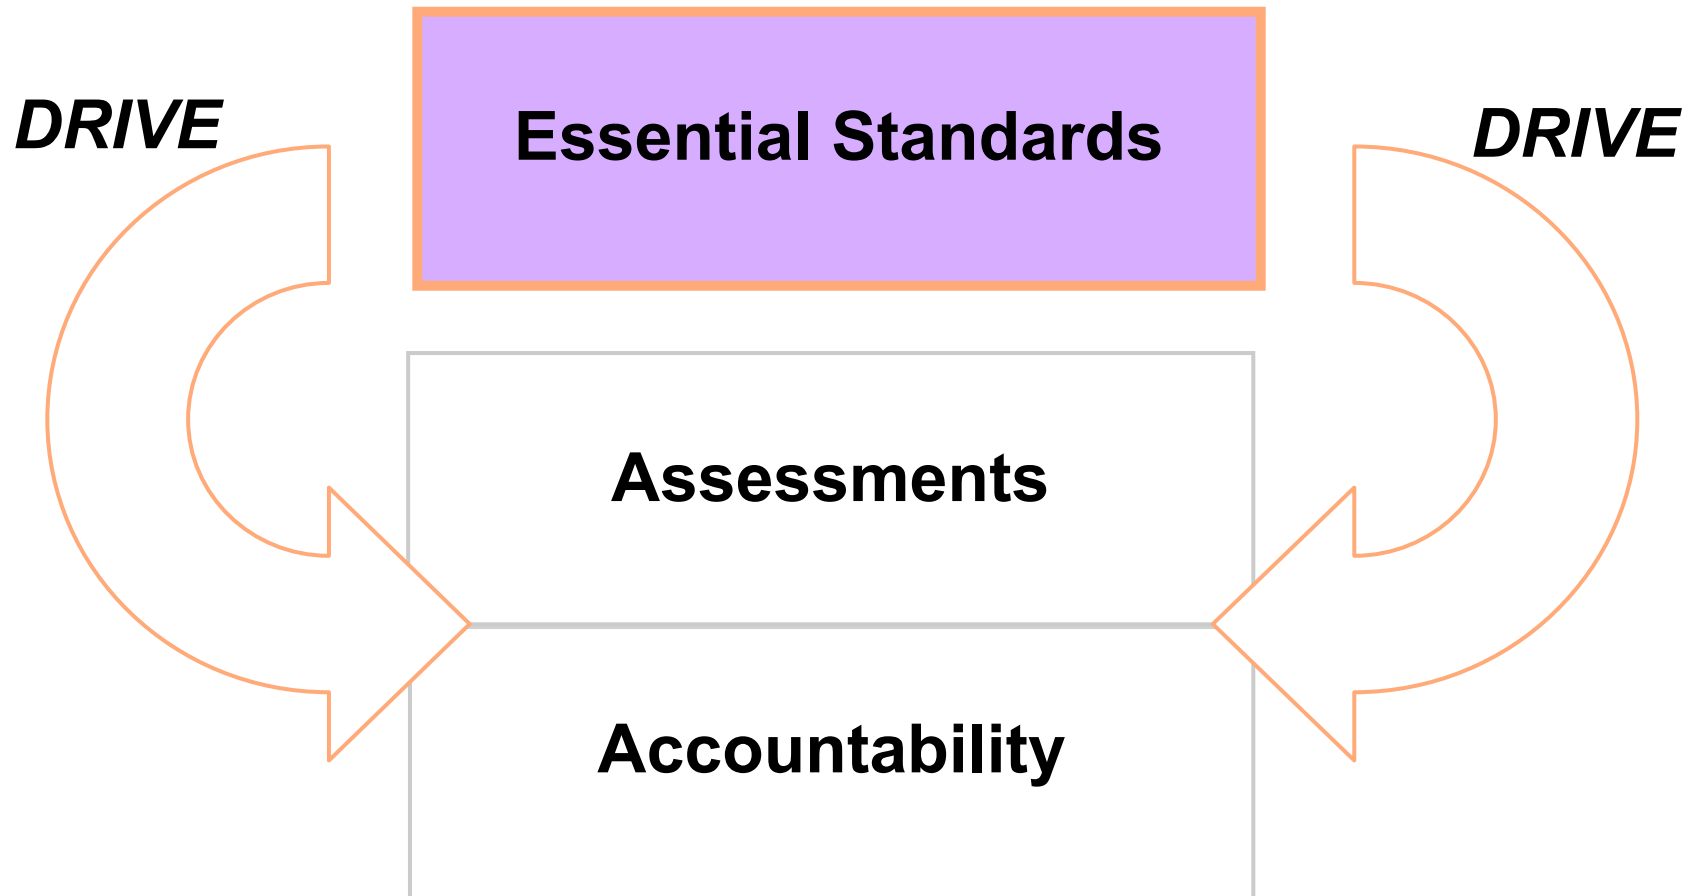 DRIVE
Essential Standards
DRIVE
Assessments
Accountability